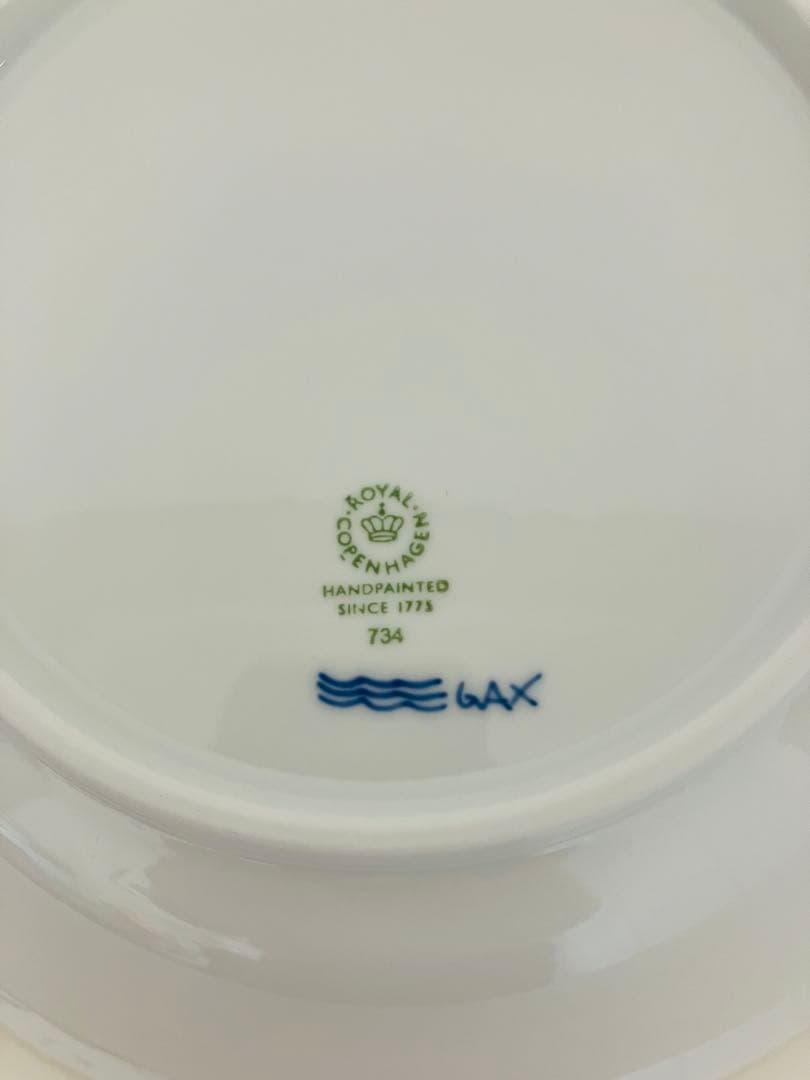 ROYAL COPENHAGEN
HANDPAINTED
SINCE 1775
734
GAX